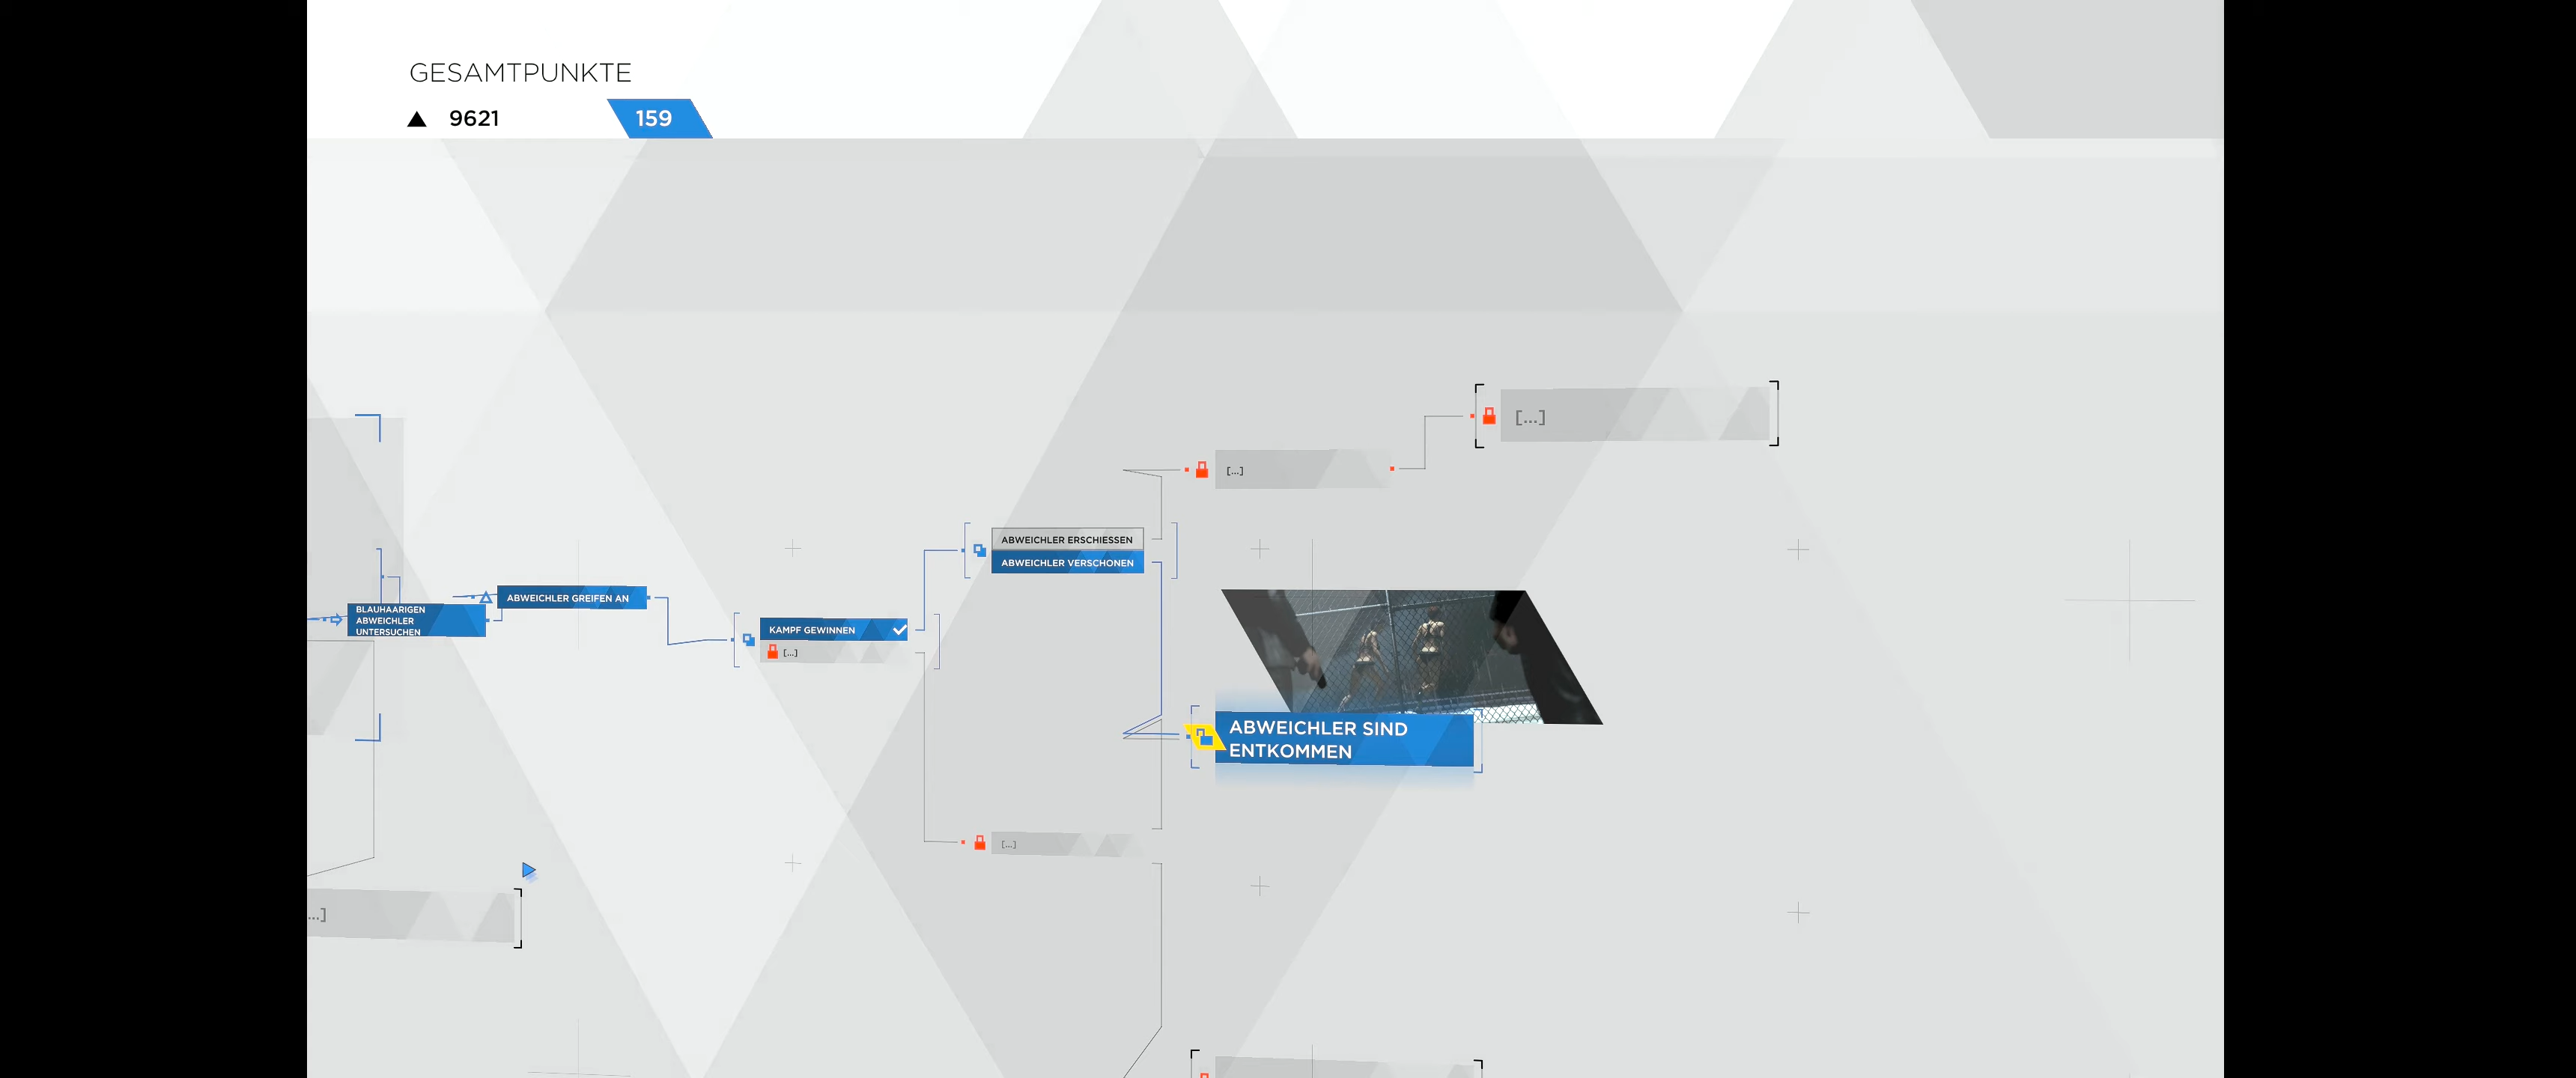 GESAMTPUNKTE
9621
159
[...]
[...]
ABWEICHLER ERSCHIESSEN
ABWEICHLER VERSCHONEN
ABWEICHLER GREIFEN AN
BLAUHAARIGEN
ABWEICHLER
UNTERSUCHEN
KAMPF GEWINNEN
[...]
ABWEICHLER SIND
ENTKOMMEN
[...]
...]